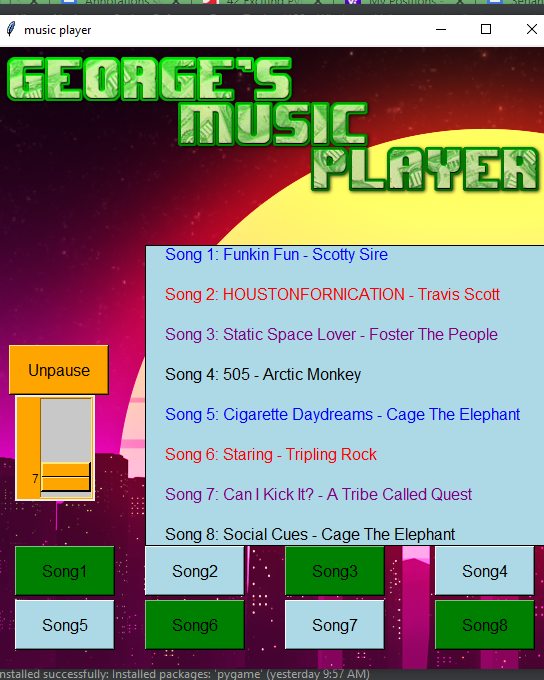 music player
GEORGE'S
MUSIC
PLAYER
Song 1: Funkin Fun - Scotty Sire
Song 2: HOUSTONFORNICATION - Travis Scott
Song 3: Static Space Lover - Foster The People
Unpause
Song 4: 505 - Arctic Monkey
Song 5: Cigarette Daydreams - Cage The Elephant
Song 6: Staring - Tripling Rock
7
Song 7: Can I Kick It? - A Tribe Called Quest
Song 8: Social Cues - Cage The Elephant
Song1 Song2 Song3 Song4
Song5 Song6 Song7 Song8
nstalled successfully: Installed packages: 'pygame' (yesterday 9:57 AM)